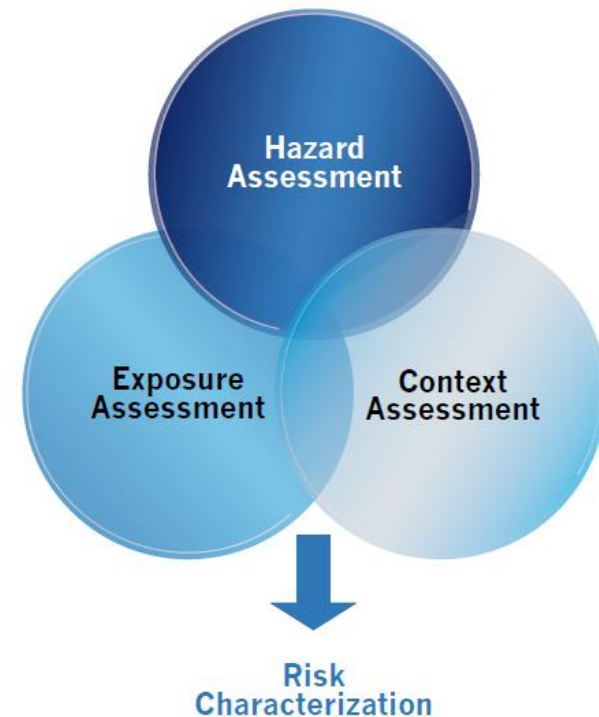 Hazard
Assessment
Exposure
Assessment
Context
Assessment
Risk
Characterization